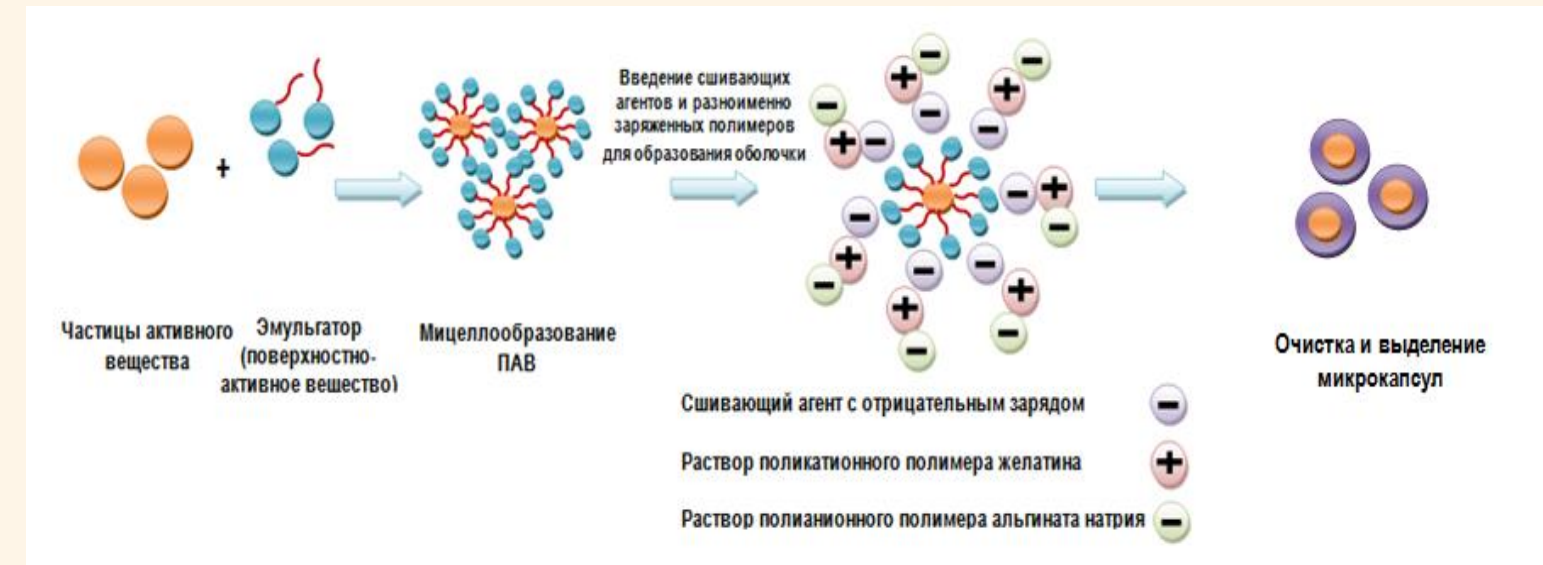 Введение сшивающих
агентов и разноименно
заряженных полимеров
для образования оболочки
+
Частицы активного
вещества
Эмульгатор
(поверхностно-
активное вещество)
Мицеллообразование
ПАВ
Очистка и выделение
микрокапсул
Сшивающий агент с отрицательным зарядом −
Раствор поликатионного полимера желатина +
Раствор полианионного полимера альгината натрия −